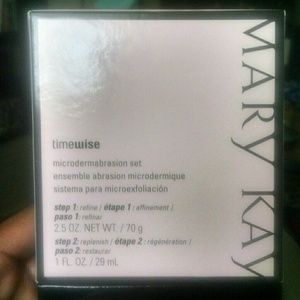 MARY KAY
timewise
microdermabrasion set
ensemble abrasion microdermique
sistema para microexfoliación
step 1: refine / étape 1 : affinement /
paso 1: refinar
2.5 OZ. NET WT. / 70 g
step 2: replenish / étape 2 : régénération /
paso 2: restaurar
1 FL. OZ. / 29 mL